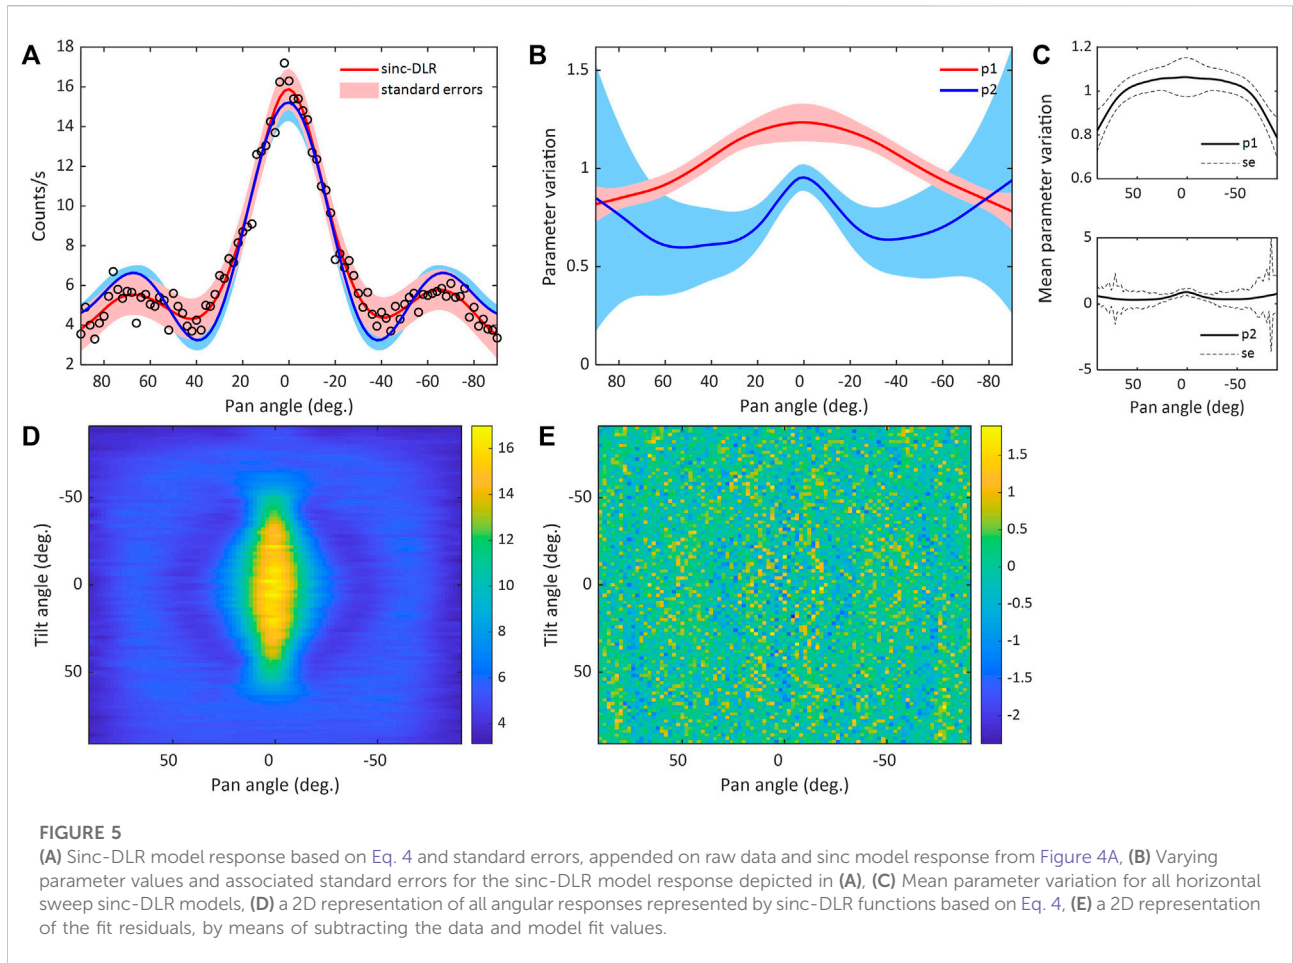 A
18
16
14
12
10
8
6
4
2
Counts/s
sinc-DLR
standard errors
80 60 40 20 0 -20 -40 -60 -80
Pan angle (deg.)
B
1.5
1
0.5
0
Parameter variation
p1
p2
80 60 40 20 0 -20 -40 -60 -80
Pan angle (deg.)
C
Mean parameter variation
1.2
1
0.8
0.6
p1
se
50 0 -50
5
0
-5
p2
se
50 0 -50
Pan angle (deg)
D
-50
0
50
Tilt angle (deg.)
50 0 -50
Pan angle (deg.)
16
14
12
10
8
6
4
E
-50
0
50
Tilt angle (deg.)
50 0 -50
Pan angle (deg.)
1.5
1
0.5
0
-0.5
-1
-1.5
-2
FIGURE 5
(A) Sinc-DLR model response based on Eq. 4 and standard errors, appended on raw data and sinc model response from Figure 4A, (B) Varying
parameter values and associated standard errors for the sinc-DLR model response depicted in (A), (C) Mean parameter variation for all horizontal
sweep sinc-DLR models, (D) a 2D representation of all angular responses represented by sinc-DLR functions based on Eq. 4, (E) a 2D representation
of the fit residuals, by means of subtracting the data and model fit values.